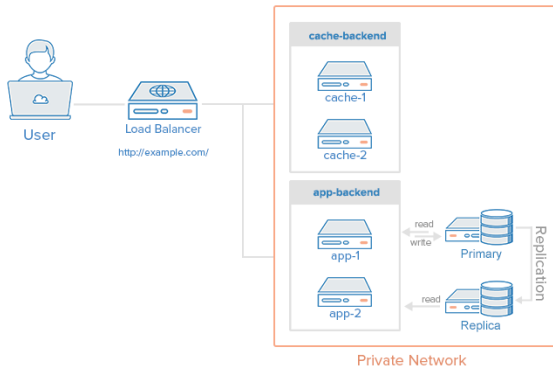 cache-backend
cache-1
cache-2
User
Load Balancer
http://example.com/
app-backend
app-1
app-2
read
write
Primary
read
Replica
Replication
Private Network